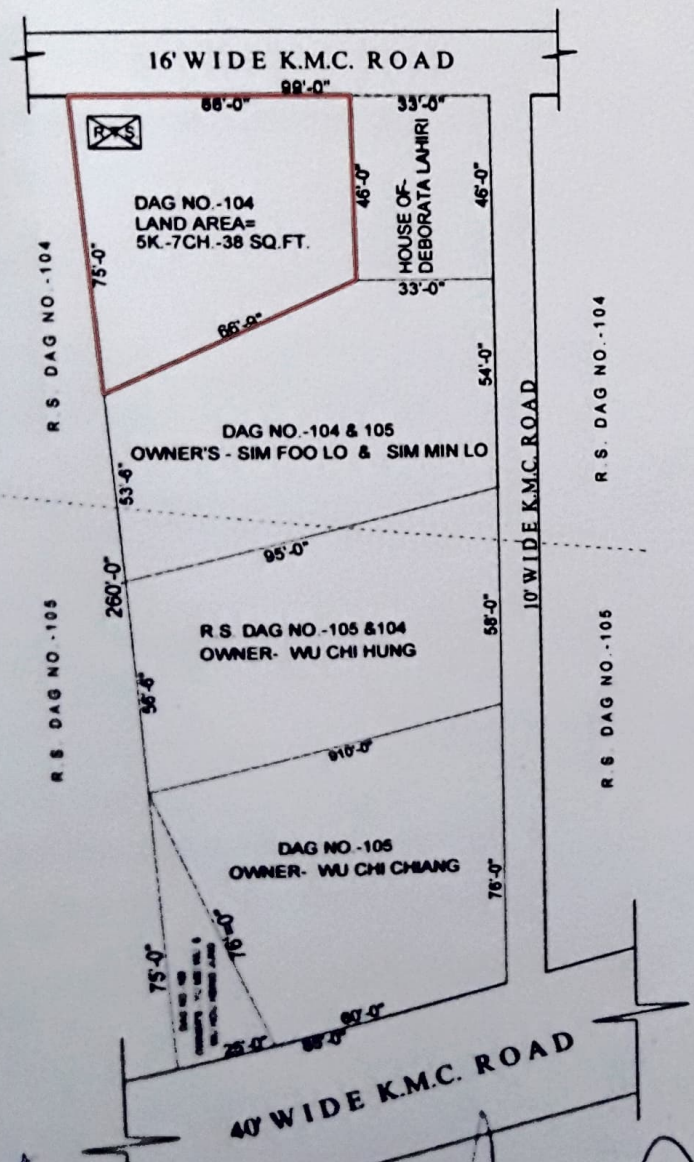 16' WIDE K.M.C. ROAD
99'-0"
66'-0"
33'-0"
R S
DAG NO.-104
LAND AREA=
5K.-7CH.-38 SQ.FT.
46'-0"
HOUSE OF-
DEBORATA LAHIRI
46'-0"
33'-0"
75'-0"
66'-9"
R.S. DAG NO.-104
R.S. DAG NO.-104
54'-0"
DAG NO.-104 & 105
OWNER'S - SIM FOO LO & SIM MIN LO
53'-6"
10' WIDE K.M.C. ROAD
95'-0"
260'-0"
R.S. DAG NO.-105 &104
OWNER- WU CHI HUNG
58'-0"
56'-6"
R.S. DAG NO.-105
R.S. DAG NO.-105
910'-0"
DAG NO.-105
OWNER- WU CHI CHIANG
76'-0"
75'-0"
76'-0"
60'-0"
40' WIDE K.M.C. ROAD